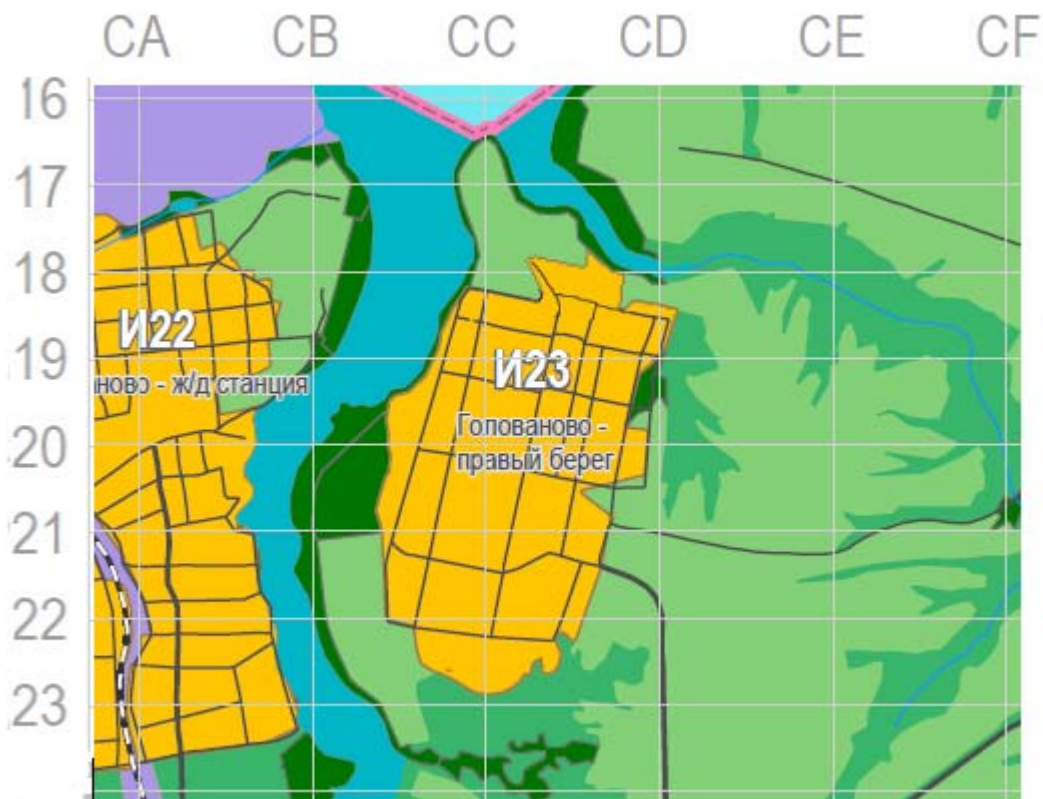 CA CB CC CD CE CF
16
17
18
И22
19
И23
ново - ж/д станция
Голованово -
20
правый берег
21
22
23